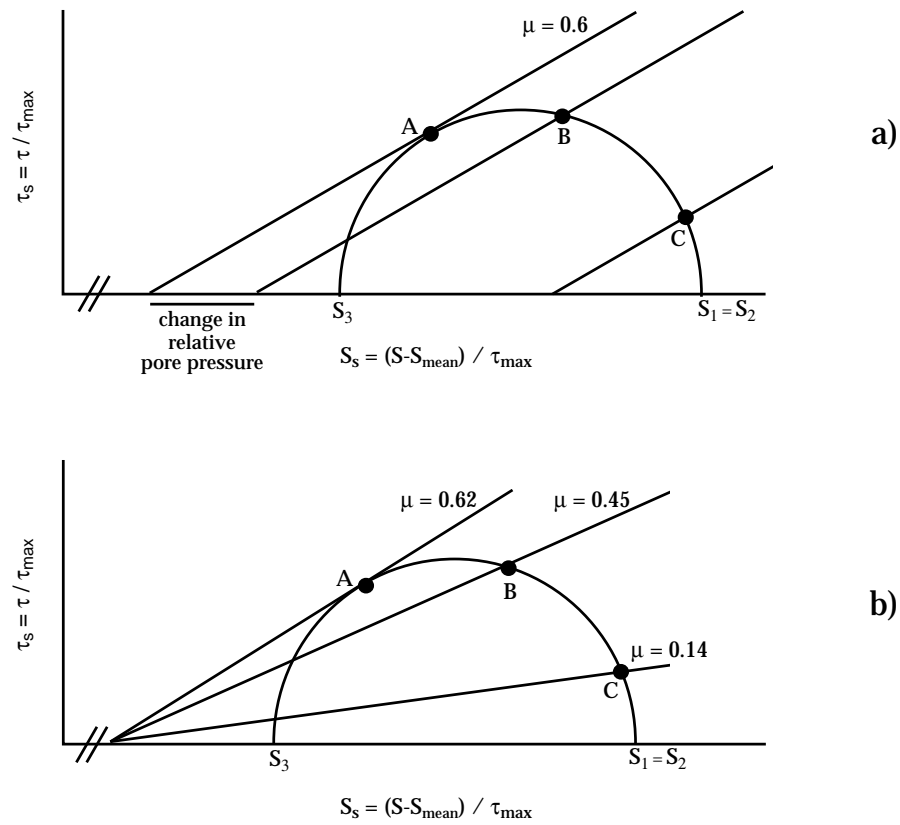 μ = 0.6
A
B
C
a)
τs = τ / τmax
S3
S1 = S2
change in
relative
pore pressure
Ss = (S-Smean) / τmax
μ = 0.62
μ = 0.45
A
B
μ = 0.14
C
b)
τs = τ / τmax
S3
S1 = S2
Ss = (S-Smean) / τmax